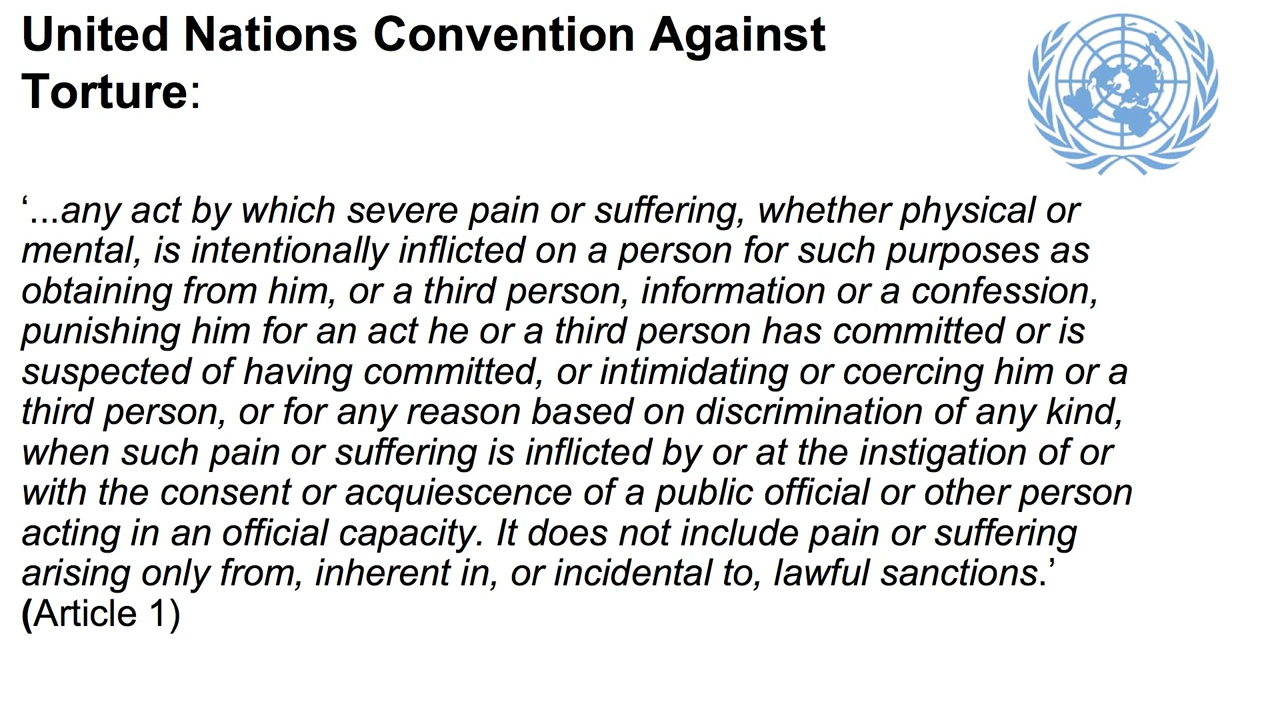 United Nations Convention Against
Torture:
‘...any act by which severe pain or suffering, whether physical or
mental, is intentionally inflicted on a person for such purposes as
obtaining from him, or a third person, information or a confession,
punishing him for an act he or a third person has committed or is
suspected of having committed, or intimidating or coercing him or a
third person, or for any reason based on discrimination of any kind,
when such pain or suffering is inflicted by or at the instigation of or
with the consent or acquiescence of a public official or other person
acting in an official capacity. It does not include pain or suffering
arising only from, inherent in, or incidental to, lawful sanctions.’
(Article 1)